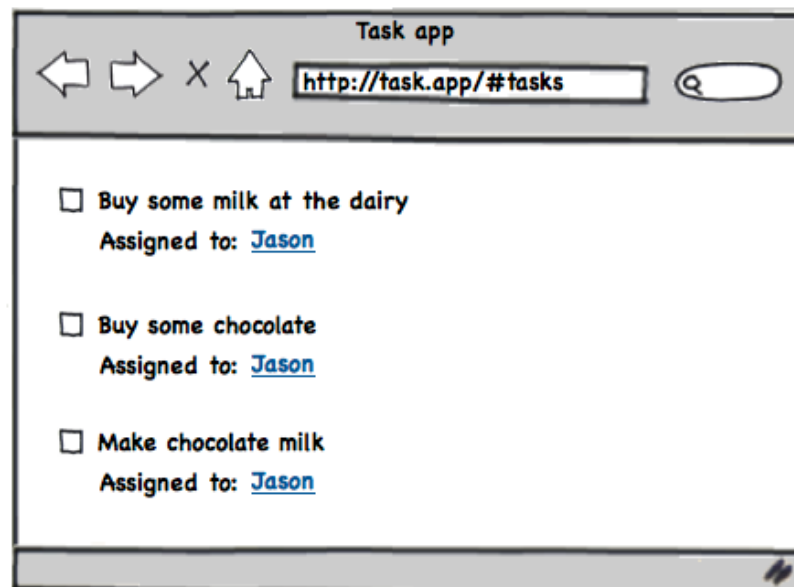 Task app
http://task.app/#tasks
Buy some milk at the dairy
Assigned to: Jason
Buy some chocolate
Assigned to: Jason
Make chocolate milk
Assigned to: Jason